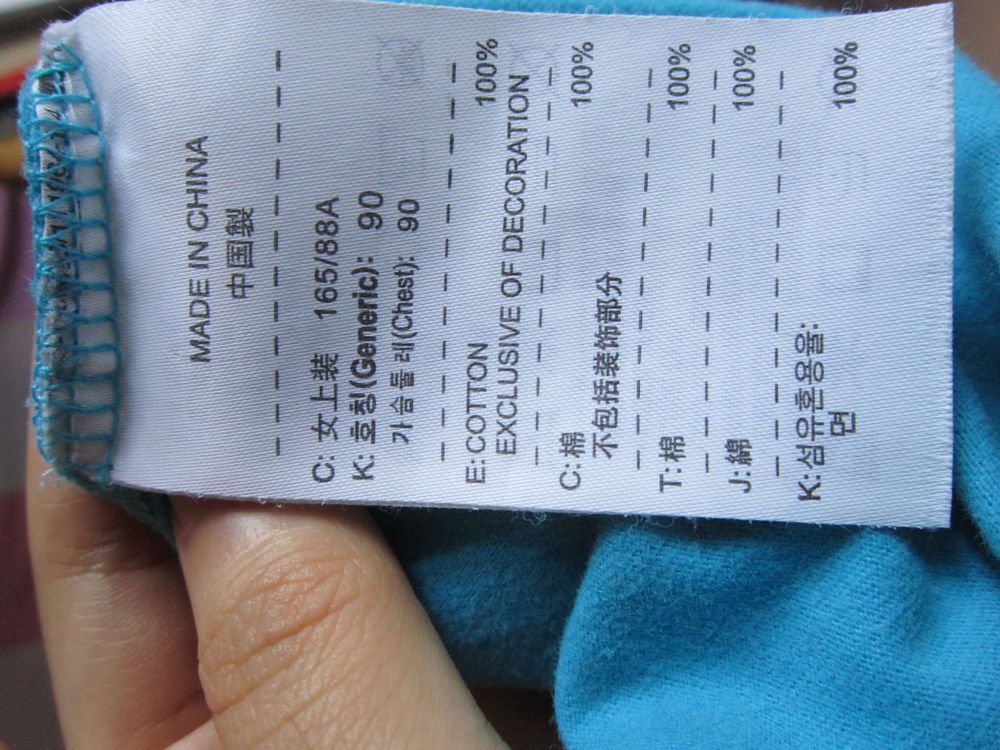 MADE IN CHINA
中国製
C: 女上装 165/88A
K: 호칭(Generic): 90
가슴둘레(Chest): 90
E: COTTON 100%
EXCLUSIVE OF DECORATION
C: 棉 100%
不包括装饰部分
T: 棉 100%
J: 綿 100%
K: 섬유혼용율:
면 100%